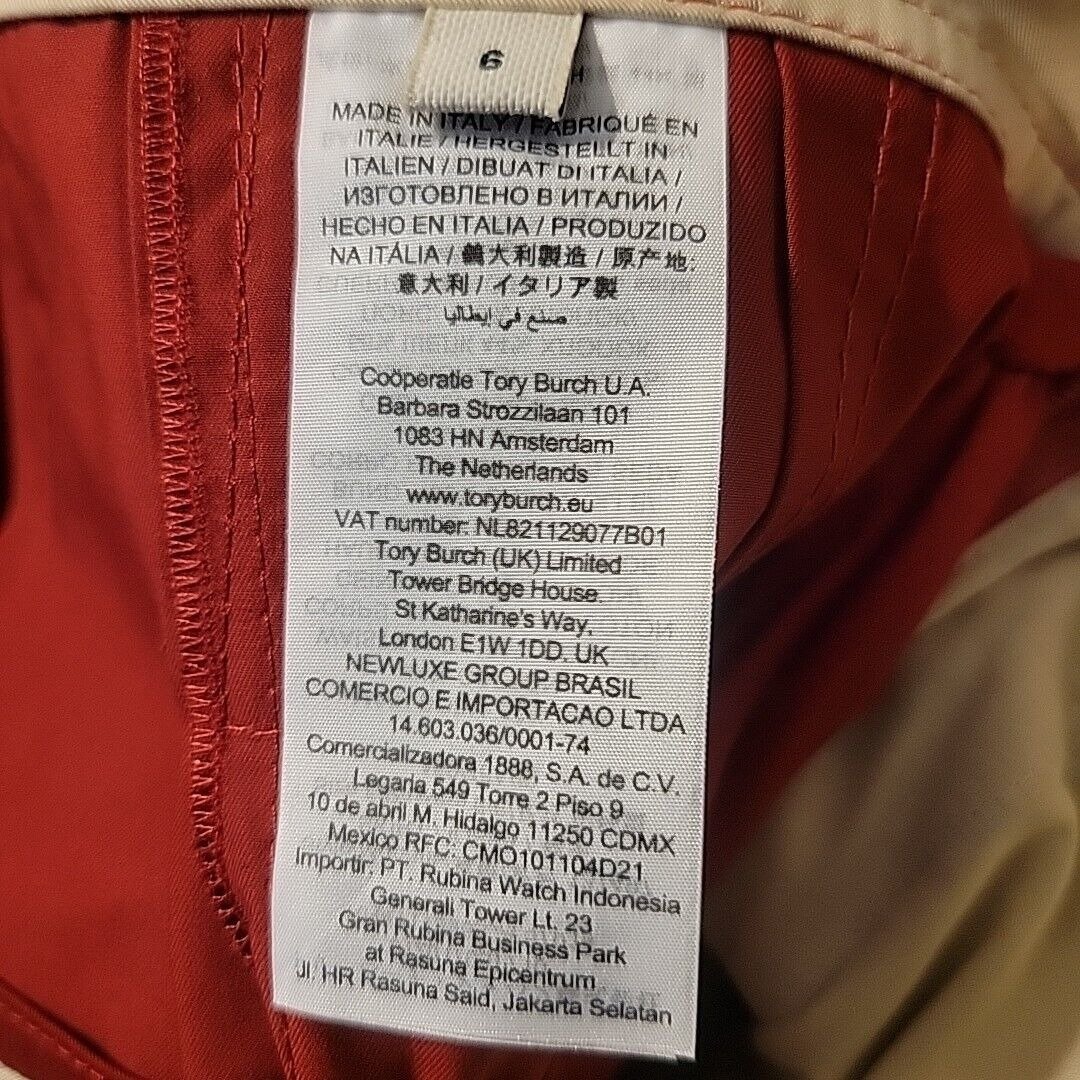 6
MADE IN ITALY / FABRIQUÉ EN
ITALIE / HERGESTELLT IN
ITALIEN / DIBUAT DI ITALIA /
ИЗГОТОВЛЕНО В ИТАЛИИ /
HECHO EN ITALIA / PRODUZIDO
NA ITÁLIA / 義大利製造 / 原产地:
意大利 / イタリア製
صنع في إيطاليا
Coöperatie Tory Burch U.A.
Barbara Strozzilaan 101
1083 HN Amsterdam
The Netherlands
www.toryburch.eu
VAT number: NL821129077B01
Tory Burch (UK) Limited
Tower Bridge House,
St Katharine's Way,
London E1W 1DD, UK
NEWLUXE GROUP BRASIL
COMERCIO E IMPORTACAO LTDA
14.603.036/0001-74
Comercializadora 1888, S.A. de C.V.
Legaria 549 Torre 2 Piso 9
10 de abril M. Hidalgo 11250 CDMX
Mexico RFC: CMO101104D21
Importir: PT. Rubina Watch Indonesia
Generali Tower Lt. 23
Gran Rubina Business Park
at Rasuna Epicentrum
Jl. HR Rasuna Said, Jakarta Selatan